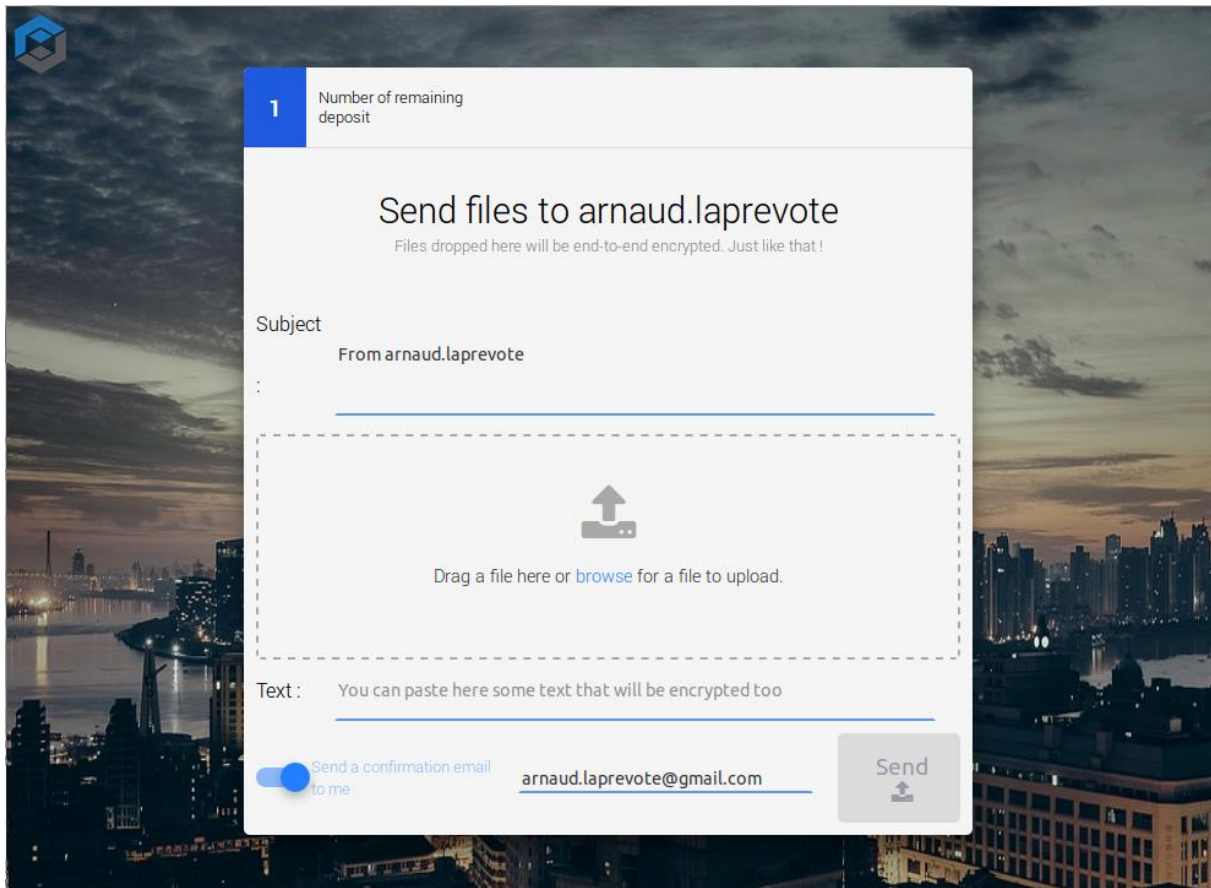 1
Number of remaining
deposit
Send files to arnaud.laprevote
Files dropped here will be end-to-end encrypted. Just like that !
Subject
From arnaud.laprevote
:
Drag a file here or browse for a file to upload.
Text : You can paste here some text that will be encrypted too
Send a confirmation email
to me
arnaud.laprevote@gmail.com
Send